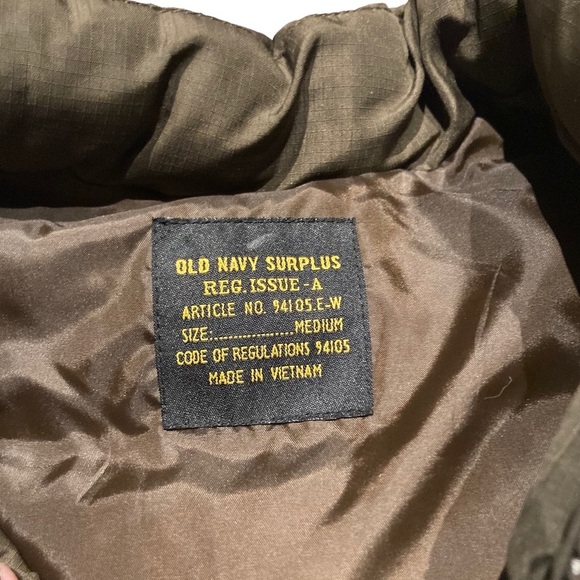 OLD NAVY SURPLUS
REG. ISSUE -A
ARTICLE NO. 94105.E-W
SIZE:.................MEDIUM
CODE OF REGULATIONS 94105
MADE IN VIETNAM